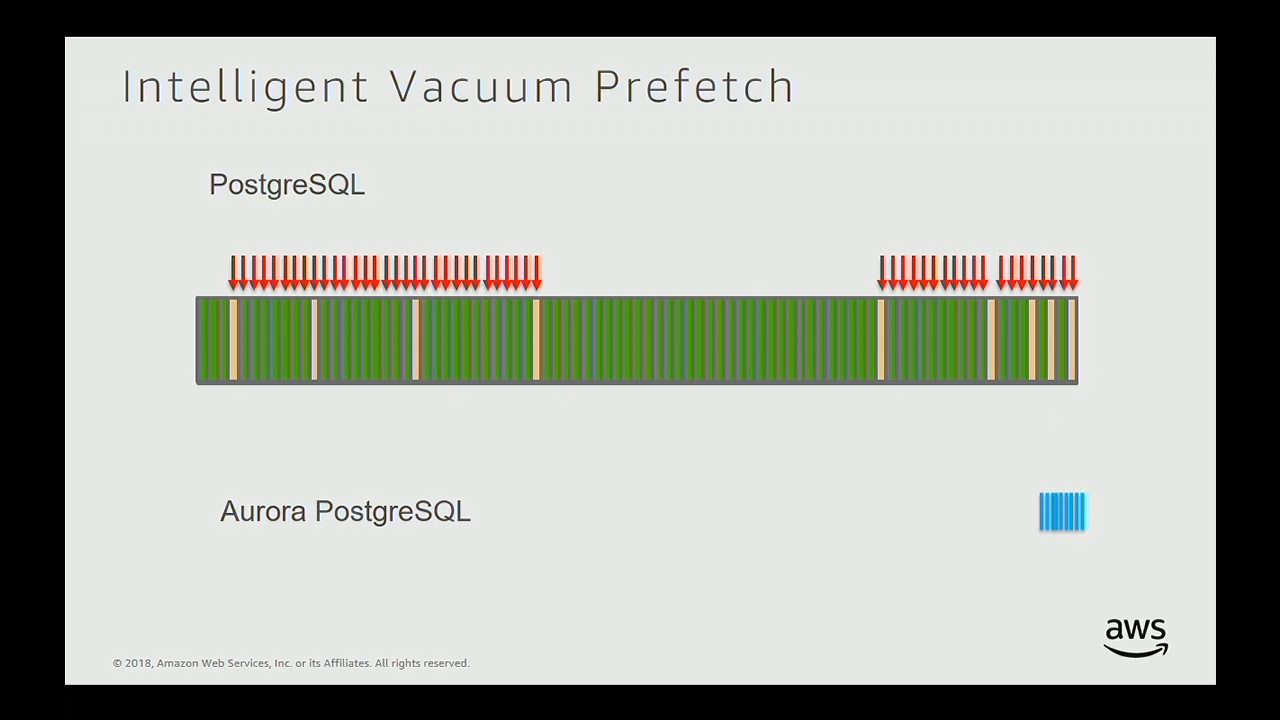 Intelligent Vacuum Prefetch
PostgreSQL
Aurora PostgreSQL
aws
© 2018, Amazon Web Services, Inc. or its Affiliates. All rights reserved.